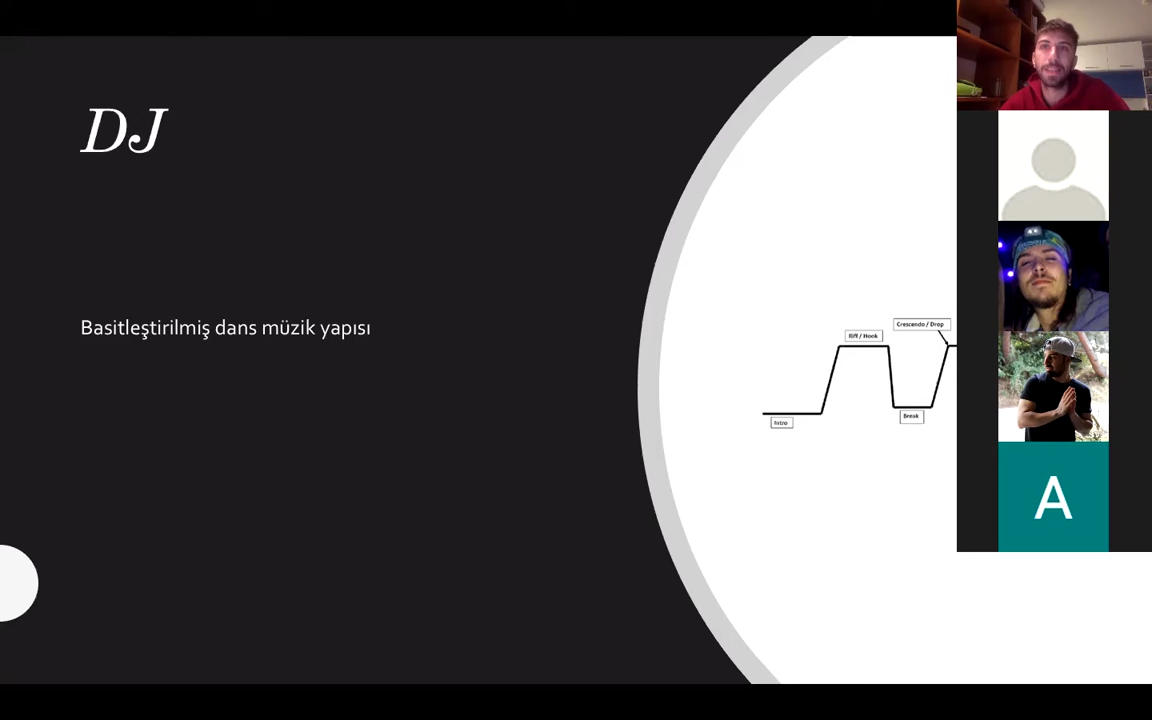 DJ
Basitleştirilmiş dans müzik yapısı
Crescendo / Drop
Riff / Hook
Break
Intro
A